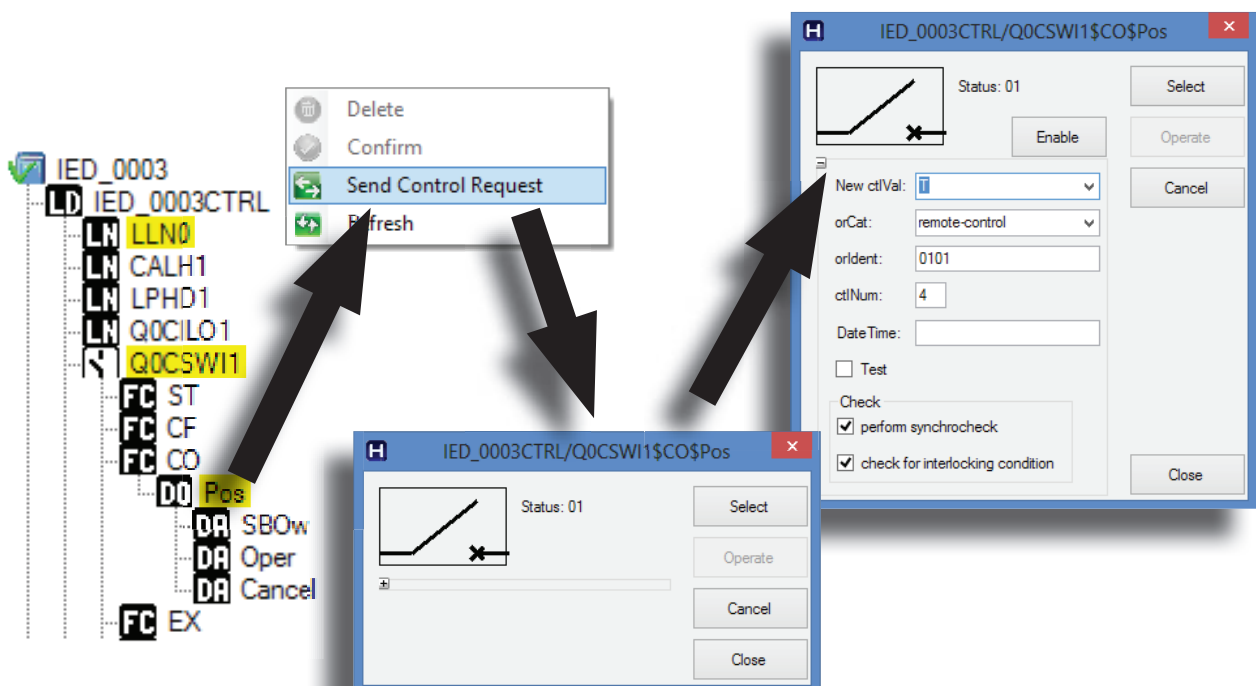 IED_0003
LD IED_0003CTRL
LN LLN0
LN CALH1
LN LPHD1
LN Q0CILO1
Q0CSWI1
FC ST
FC CF
FC CO
DO Pos
DA SBOw
DA Oper
DA Cancel
FC EX
Delete
Confirm
Send Control Request
Refresh
H IED_0003CTRL/Q0CSWI1$CO$Pos
Status: 01
Select
Operate
Cancel
Close
H IED_0003CTRL/Q0CSWI1$CO$Pos
Status: 01
Select
Enable
Operate
New ctlVal: T
Cancel
orCat: remote-control
orIdent: 0101
ctlNum: 4
DateTime:
Test
Check
perform synchrocheck
check for interlocking condition
Close